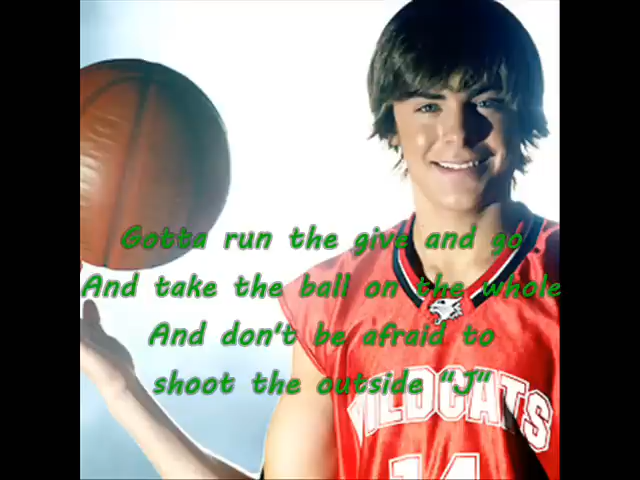 Gotta run the give and go
And take the ball on the whole
And don't be afraid to
shoot the outside "J"
WILDCATS
14